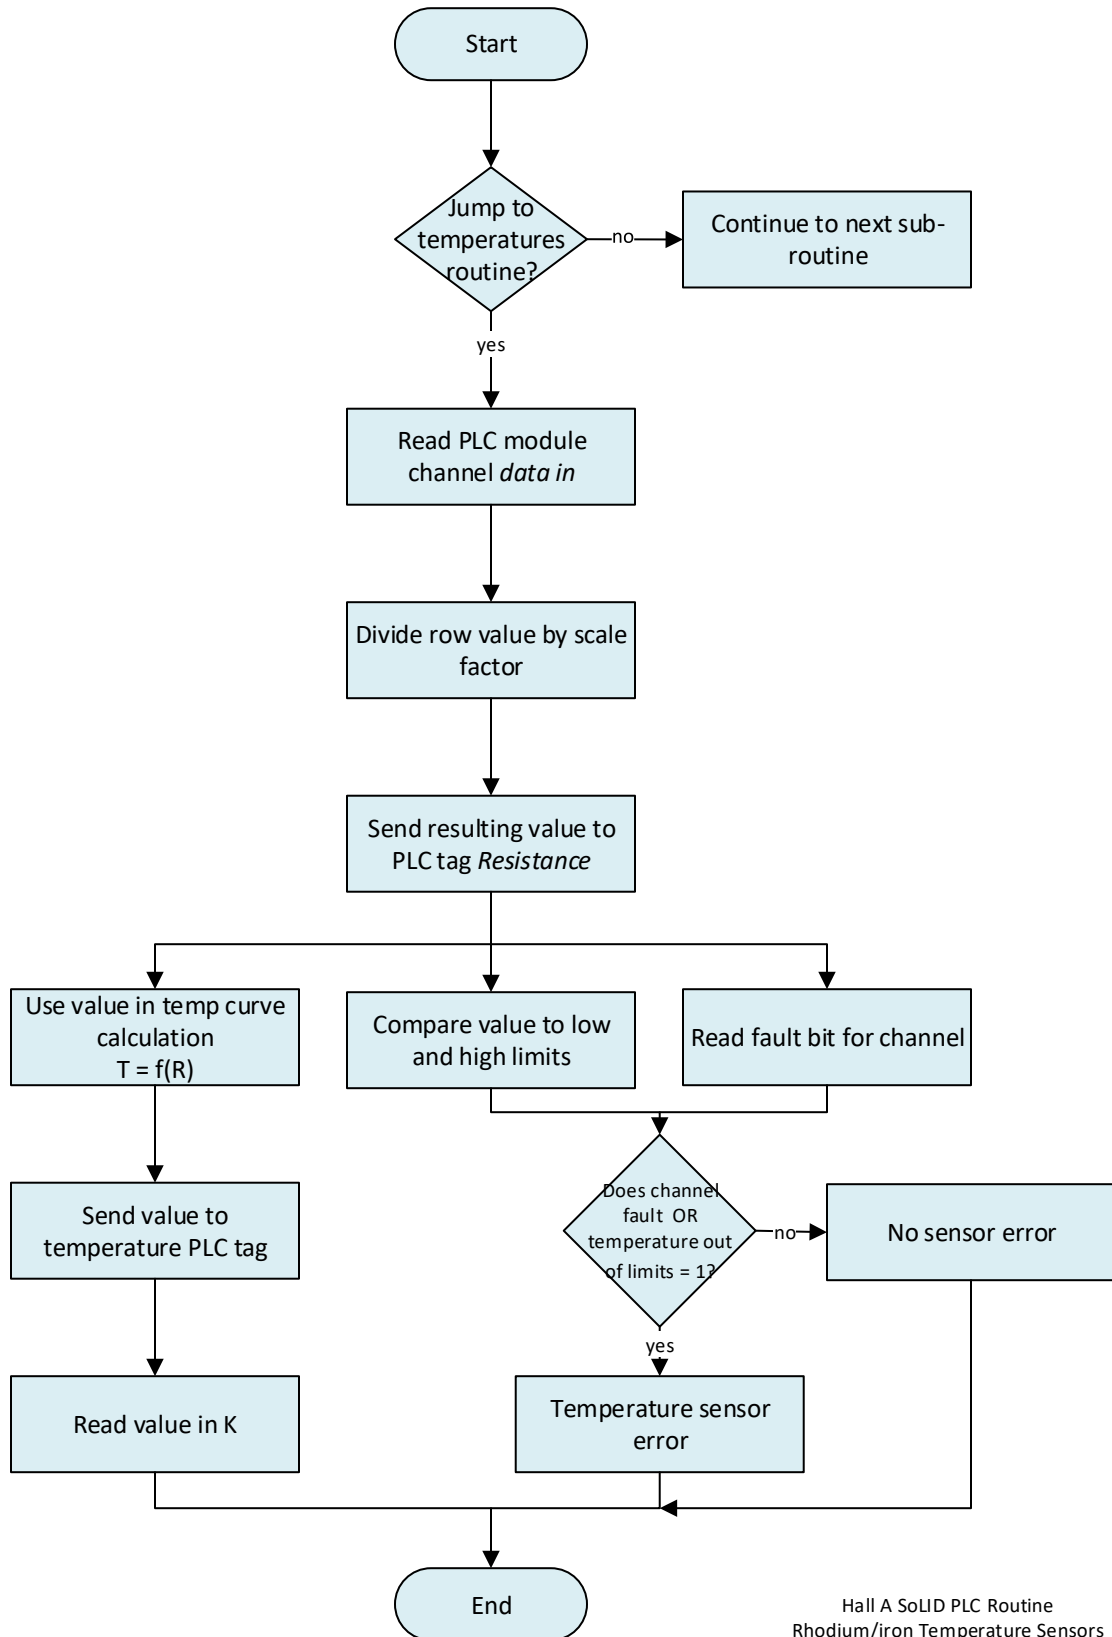 Start
Jump to
temperatures
routine?
no
Continue to next sub-
routine
yes
Read PLC module
channel data in
Divide row value by scale
factor
Send resulting value to
PLC tag Resistance
Use value in temp curve
calculation
T = f(R)
Compare value to low
and high limits
Read fault bit for channel
Send value to
temperature PLC tag
Does channel
fault OR
temperature out
of limits = 1?
no
No sensor error
yes
Read value in K
Temperature sensor
error
End
Hall A SoLID PLC Routine
Rhodium/iron Temperature Sensors